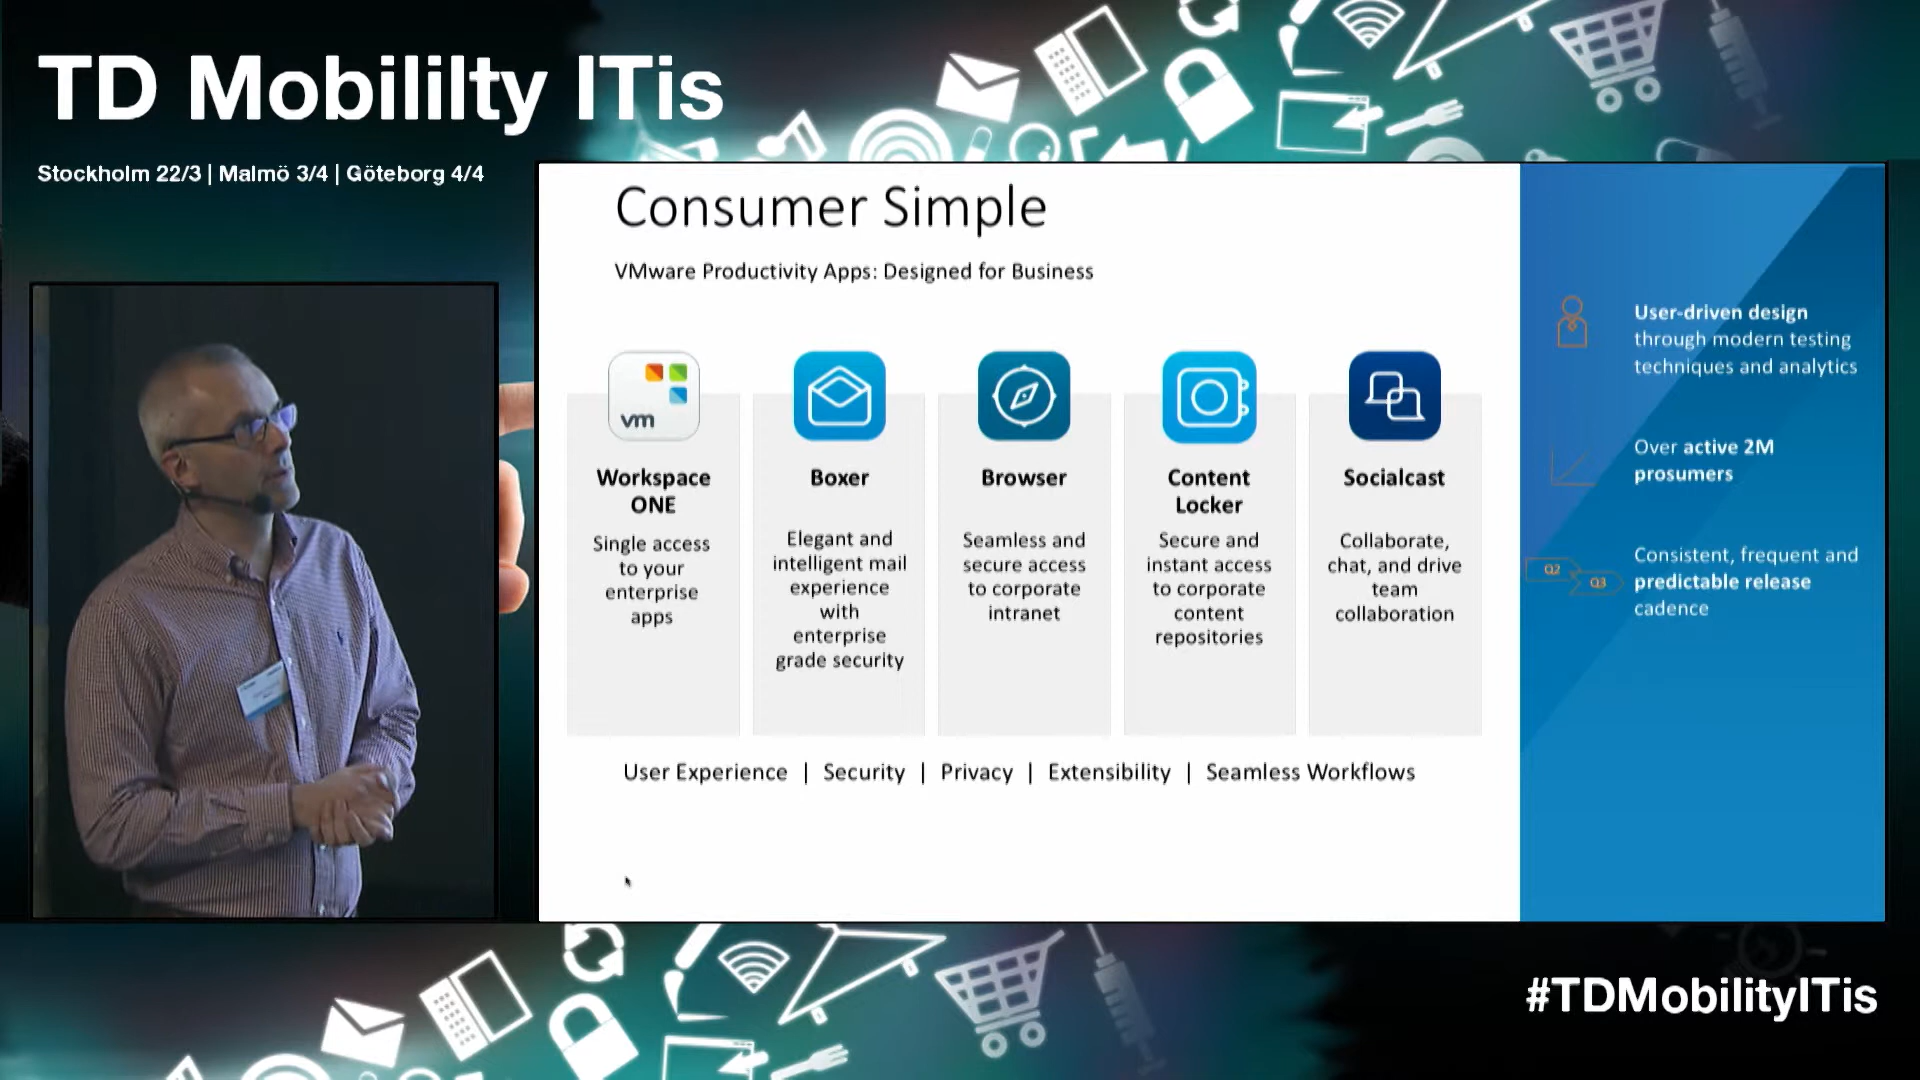 TD Mobililty ITis
Stockholm 22/3 | Malmö 3/4 | Göteborg 4/4
Consumer Simple
VMware Productivity Apps: Designed for Business
vm
Workspace
ONE
Single access
to your
enterprise
apps
Boxer
Elegant and
intelligent mail
experience
with
enterprise
grade security
Browser
Seamless and
secure access
to corporate
intranet
Content
Locker
Secure and
instant access
to corporate
content
repositories
Socialcast
Collaborate,
chat, and drive
team
collaboration
User Experience | Security | Privacy | Extensibility | Seamless Workflows
User-driven design
through modern testing
techniques and analytics
Over active 2M
prosumers
Q2
Q3
Consistent, frequent and
predictable release
cadence
#TDMobilityITis